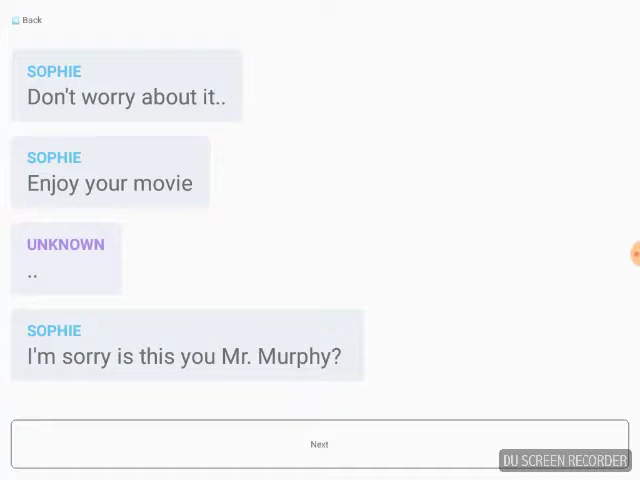 Back
SOPHIE
Don't worry about it..
SOPHIE
Enjoy your movie
UNKNOWN
..
SOPHIE
I'm sorry is this you Mr. Murphy?
Next
DU SCREEN RECORDER